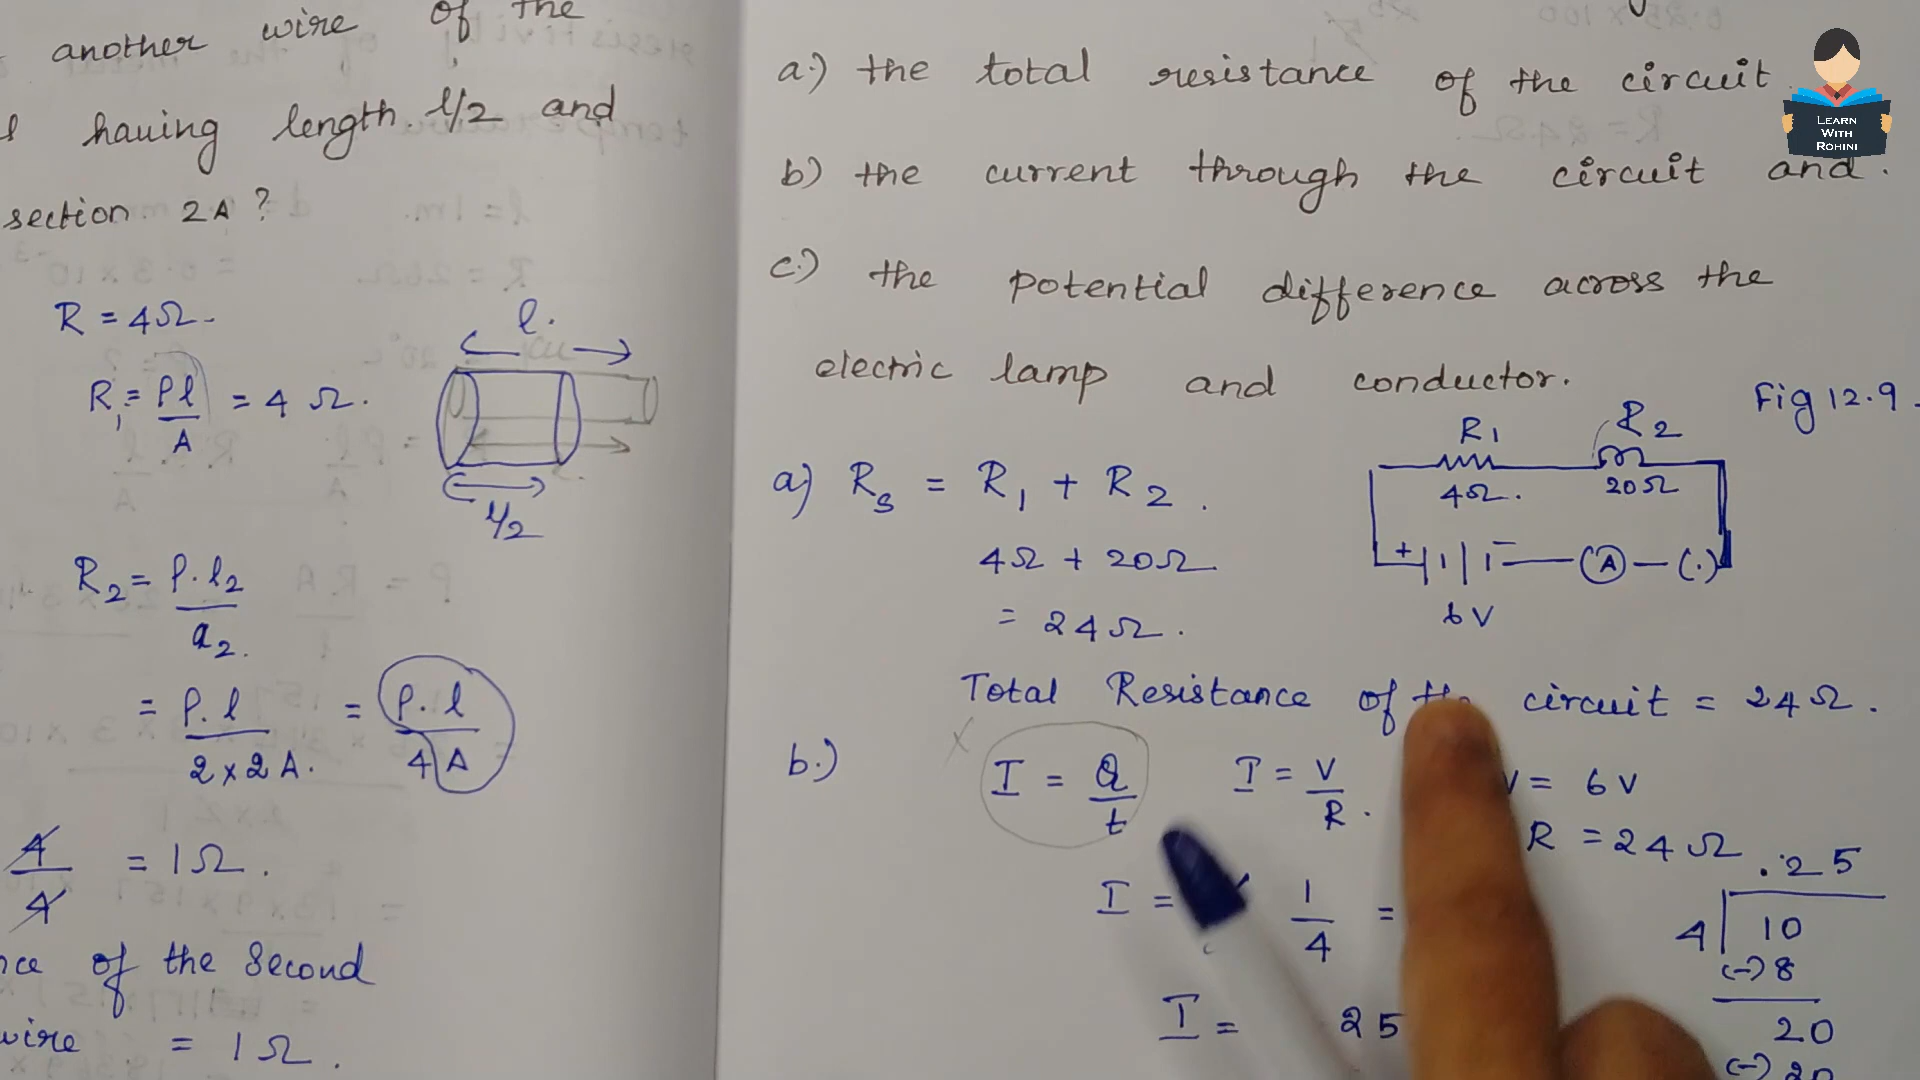 another wire of the
having length l/2 and
section 2A ?
R = 4Ω
R1 = ρl/A = 4 Ω.
l.
l/2
R2 = ρ.l2/a2.
= ρ.l/2×2A. = ρ.l/4A
4/4 = 1Ω.
of the Second
wire = 1Ω.
a.) the total resistance of the circuit
b) the current through the circuit and.
c.) the potential difference across the
electric lamp and conductor.
Fig 12.9.
R1 R2
4Ω. 20Ω
+ − A (.)
6V
a) Rs = R1 + R2.
4Ω + 20Ω.
= 24Ω.
Total Resistance of the circuit = 24Ω.
b.) I = Q/t I = V/R. V = 6V
R = 24Ω
I = 1/4 =
I = 25
.25
4 10
(-) 8
20
(-) 20
LEARN
WITH
ROHINI